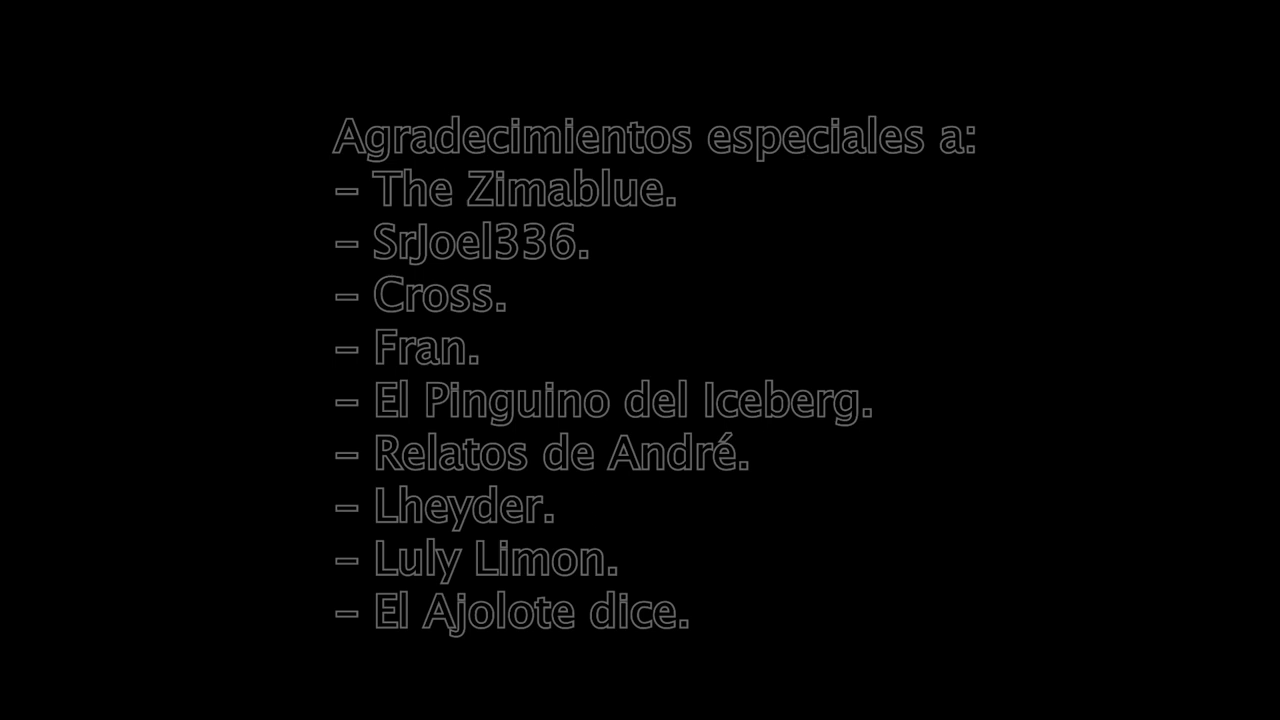 Agradecimientos especiales a:
– The Zimablue.
– SrJoel336.
– Cross.
– Fran.
– El Pinguino del Iceberg.
– Relatos de André.
– Lheyder.
– Luly Limon.
– El Ajolote dice.